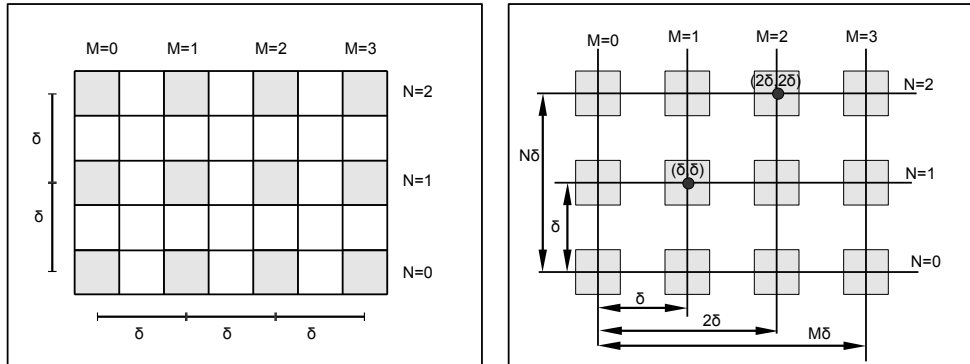 M=0 M=1 M=2 M=3
N=2
δ
N=1
δ
N=0
δ δ δ
M=0 M=1 M=2 M=3
(2δ,2δ)
N=2
Nδ
(δ,δ)
N=1
δ
N=0
δ
2δ
Mδ